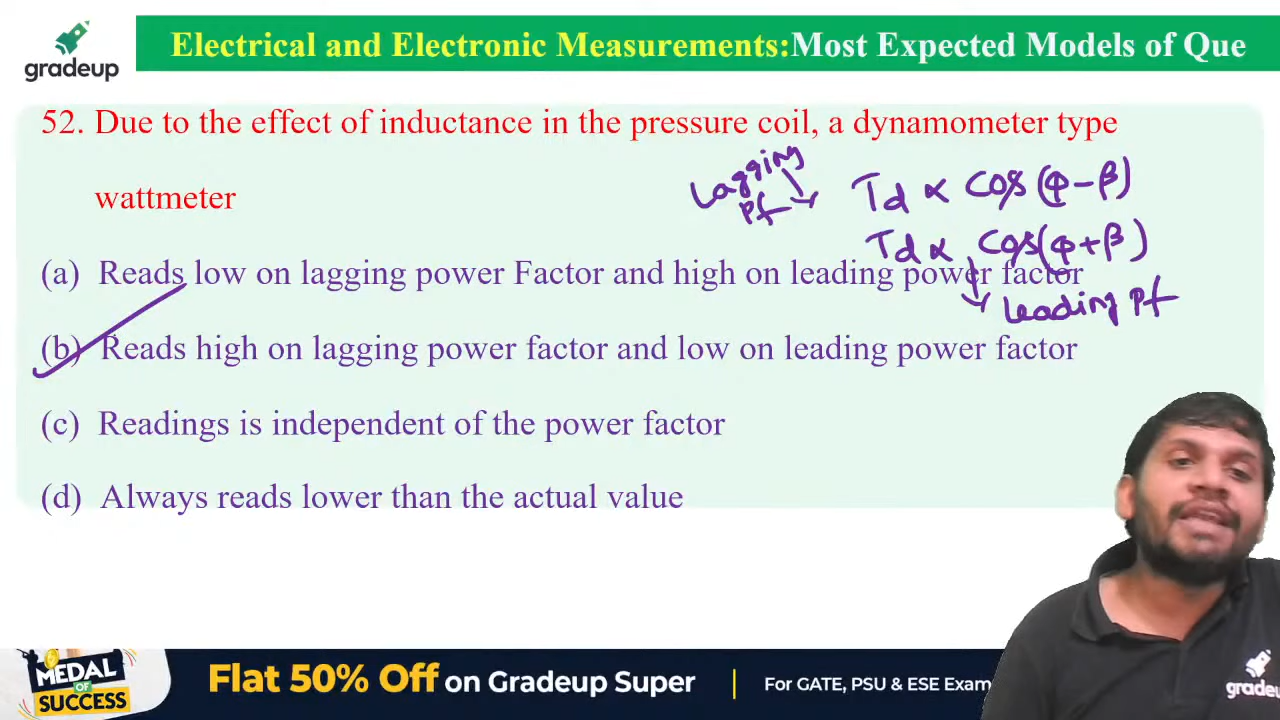 gradeup
Electrical and Electronic Measurements:Most Expected Models of Que
52. Due to the effect of inductance in the pressure coil, a dynamometer type
wattmeter
Lagging
Pf
Td ∝ Cos(φ-β)
Td ∝ Cos(φ+β)
leading Pf
(a) Reads low on lagging power Factor and high on leading power factor
(b) Reads high on lagging power factor and low on leading power factor
(c) Readings is independent of the power factor
(d) Always reads lower than the actual value
MEDAL
OF
SUCCESS
Flat 50% Off on Gradeup Super
For GATE, PSU & ESE Exam
gradeup